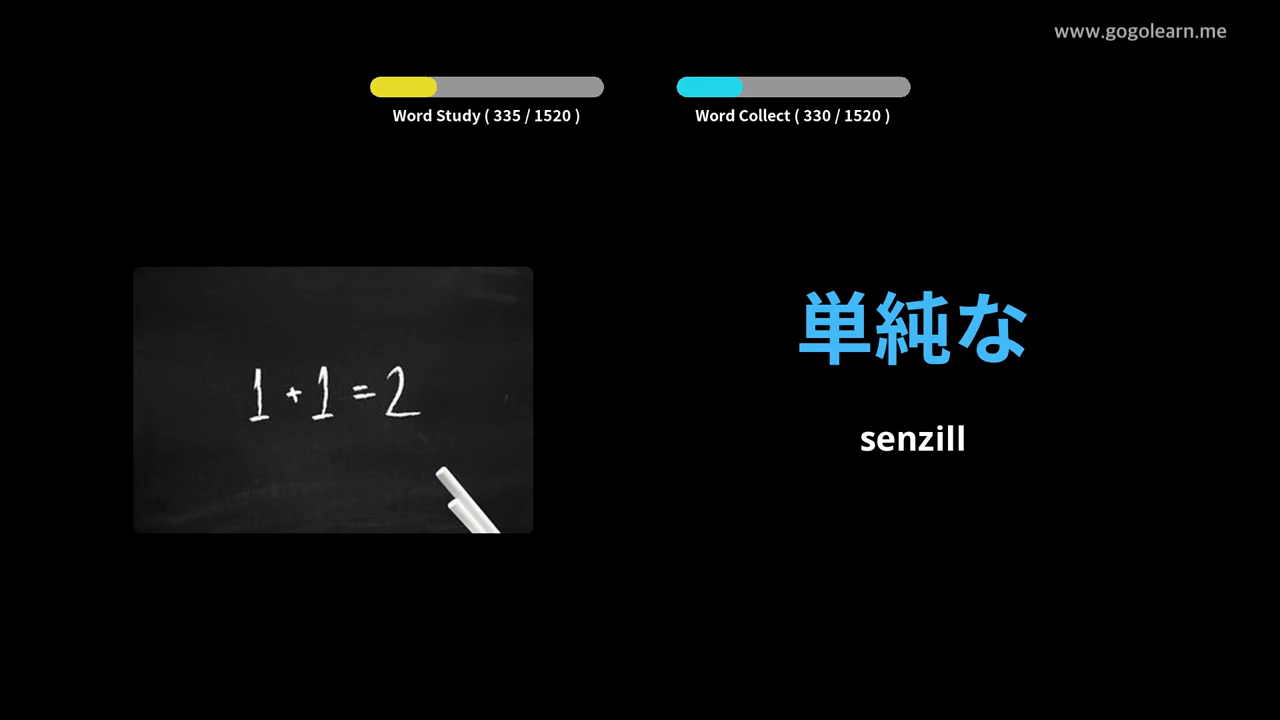 www.gogolearn.me
Word Study ( 335 / 1520 )
Word Collect ( 330 / 1520 )
1 + 1 = 2
単純な
senzill